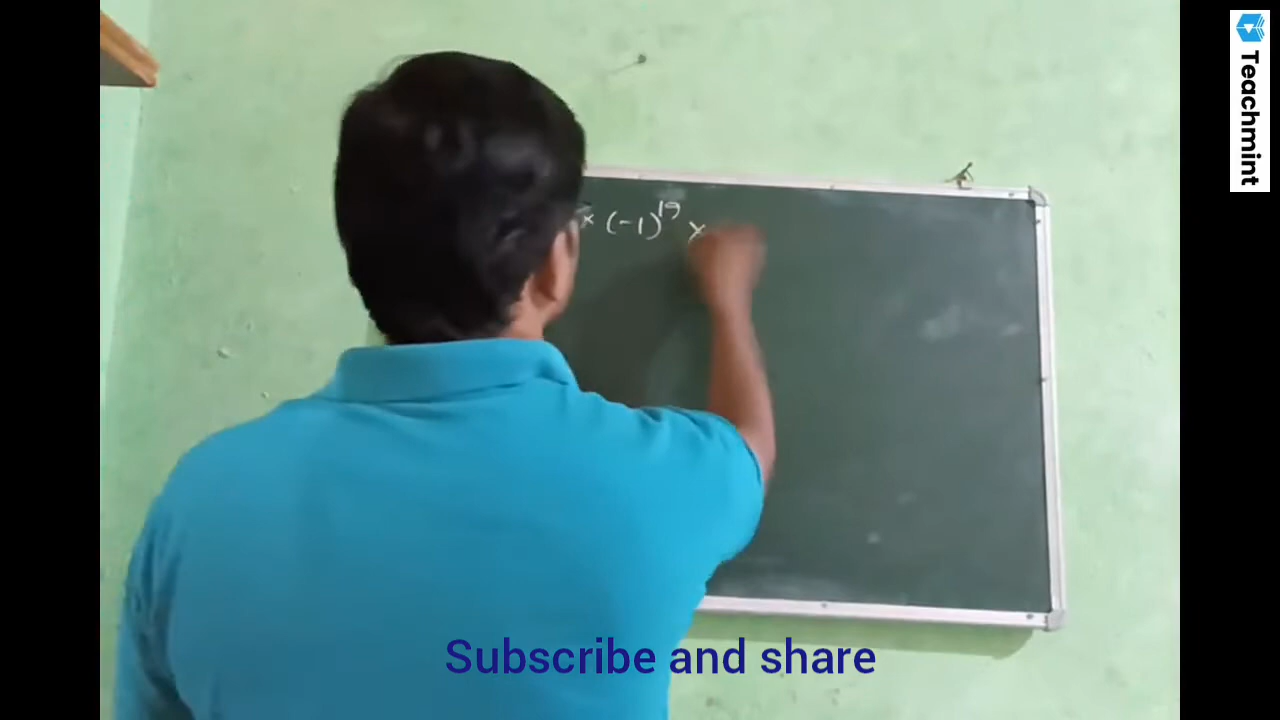 × (-1)¹⁹ ×
Teachmint
Subscribe and share